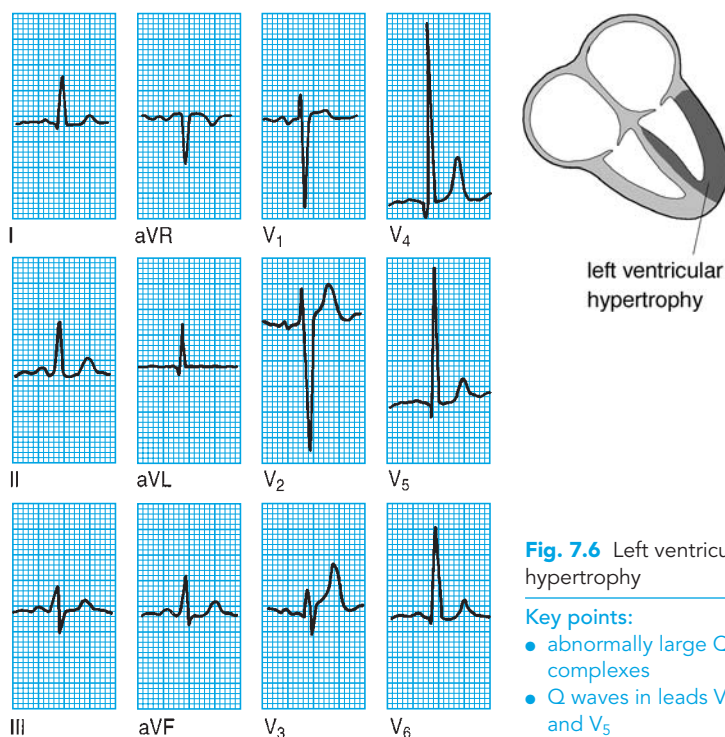 I aVR V₁ V₄
left ventricular
hypertrophy
II aVL V₂ V₅
Fig. 7.6 Left ventricu
hypertrophy
Key points:
● abnormally large Q
complexes
● Q waves in leads V
and V₅
III aVF V₃ V₆